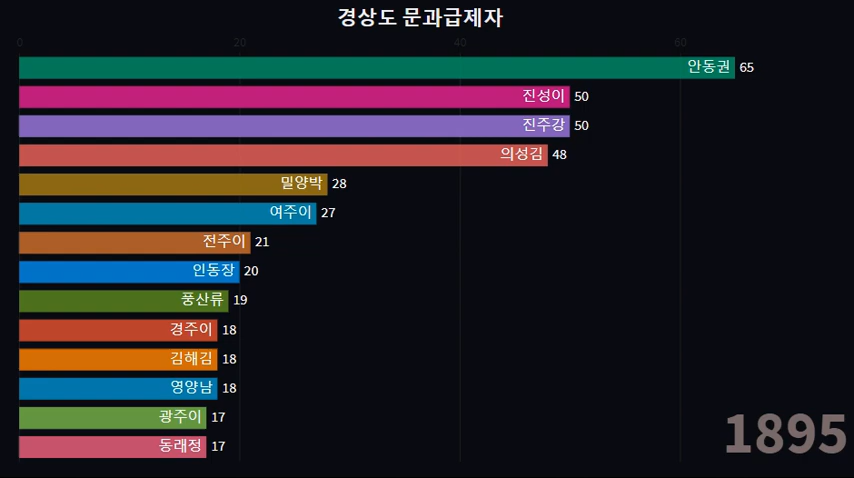 경상도 문과급제자
0 20 40 60
안동권 65
진성이 50
진주강 50
의성김 48
밀양박 28
여주이 27
전주이 21
인동장 20
풍산류 19
경주이 18
김해김 18
영양남 18
광주이 17
동래정 17
1895